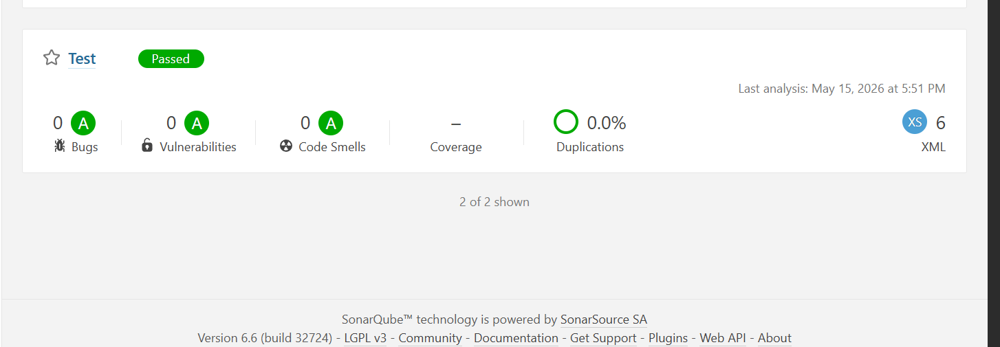 Test Passed
Last analysis: May 15, 2026 at 5:51 PM
0 A 0 A 0 A – 0.0% XS 6
Bugs Vulnerabilities Code Smells Coverage Duplications XML
2 of 2 shown
SonarQube™ technology is powered by SonarSource SA
Version 6.6 (build 32724) - LGPL v3 - Community - Documentation - Get Support - Plugins - Web API - About